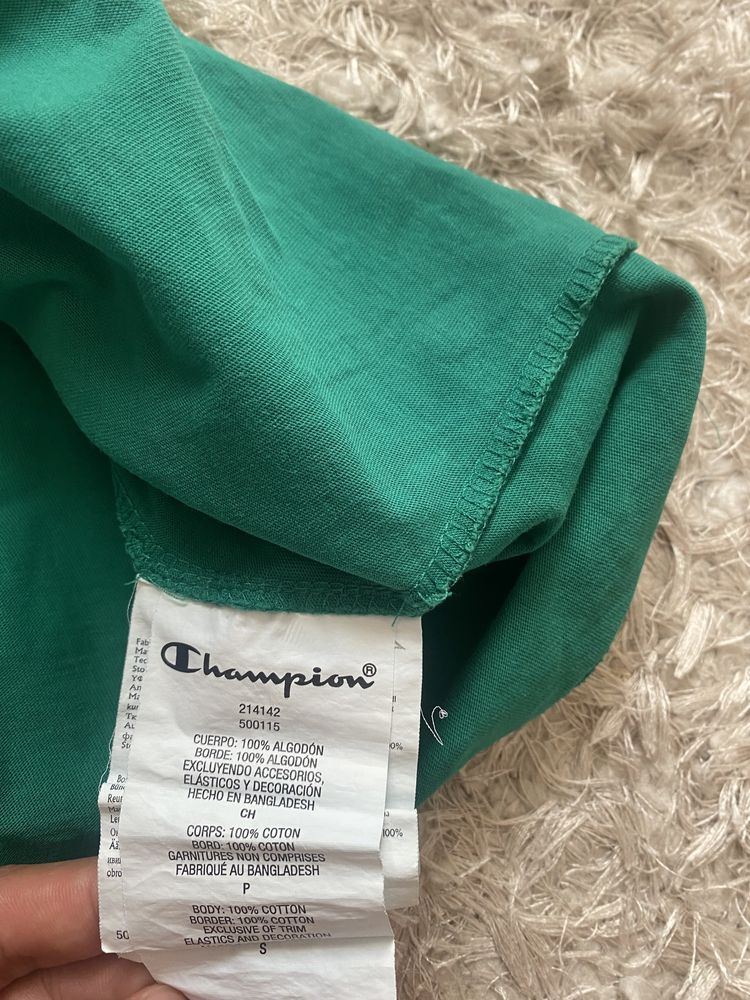 Champion®
214142
500115
CUERPO: 100% ALGODÓN
BORDE: 100% ALGODÓN
EXCLUYENDO ACCESORIOS,
ELÁSTICOS Y DECORACIÓN
HECHO EN BANGLADESH
CH
CORPS: 100% COTON
BORD: 100% COTON
GARNITURES NON COMPRISES
FABRIQUÉ AU BANGLADESH
P
BODY: 100% COTTON
BORDER: 100% COTTON
EXCLUSIVE OF TRIM
ELASTICS AND DECORATION
S
100%